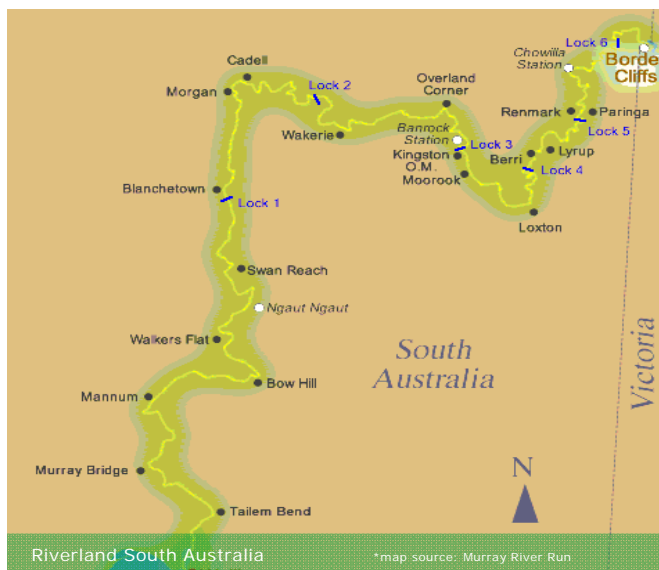 Lock 6
Chowilla
Station
Border
Cliffs
Cadell
Lock 2
Overland
Corner
Morgan
Renmark
Paringa
Wakerie
Banrock
Station
Lock 3
Lock 5
Kingston
O.M.
Moorook
Berri
Lyrup
Lock 4
Blanchetown
Lock 1
Loxton
Swan Reach
Ngaut Ngaut
Walkers Flat
South
Australia
Victoria
Bow Hill
Mannum
Murray Bridge
N
Tailem Bend
Riverland South Australia
*map source: Murray River Run